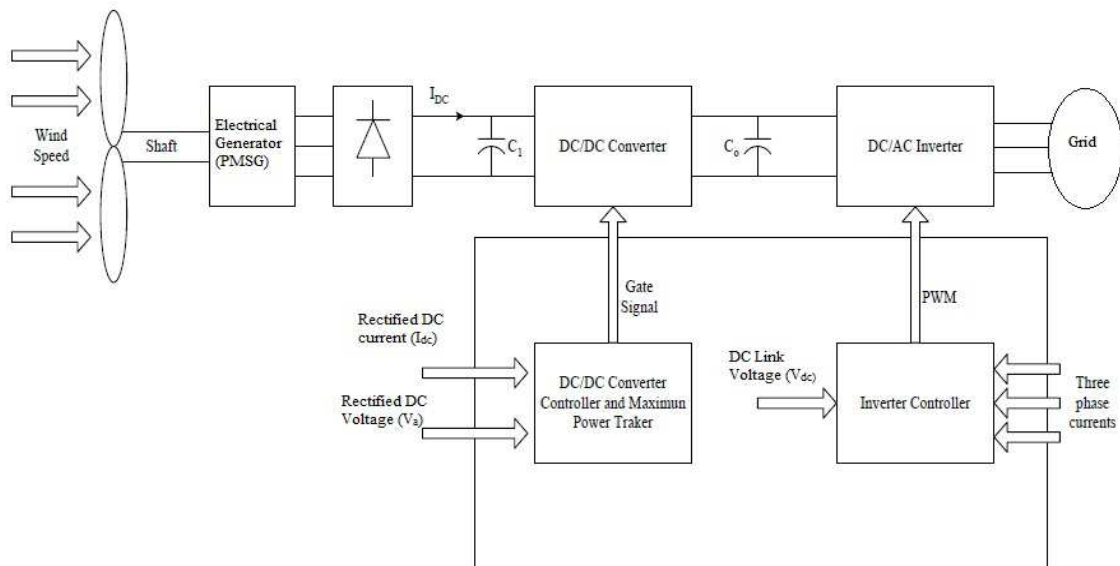 Wind
Speed
Shaft
Electrical
Generator
(PMSG)
I_DC
C_1
DC/DC Converter
C_o
DC/AC Inverter
Grid
Gate
Signal
PWM
Rectified DC
current (I_dc)
Rectified DC
Voltage (V_a)
DC/DC Converter
Controller and Maximun
Power Traker
DC Link
Voltage (V_dc)
Inverter Controller
Three
phase
currents